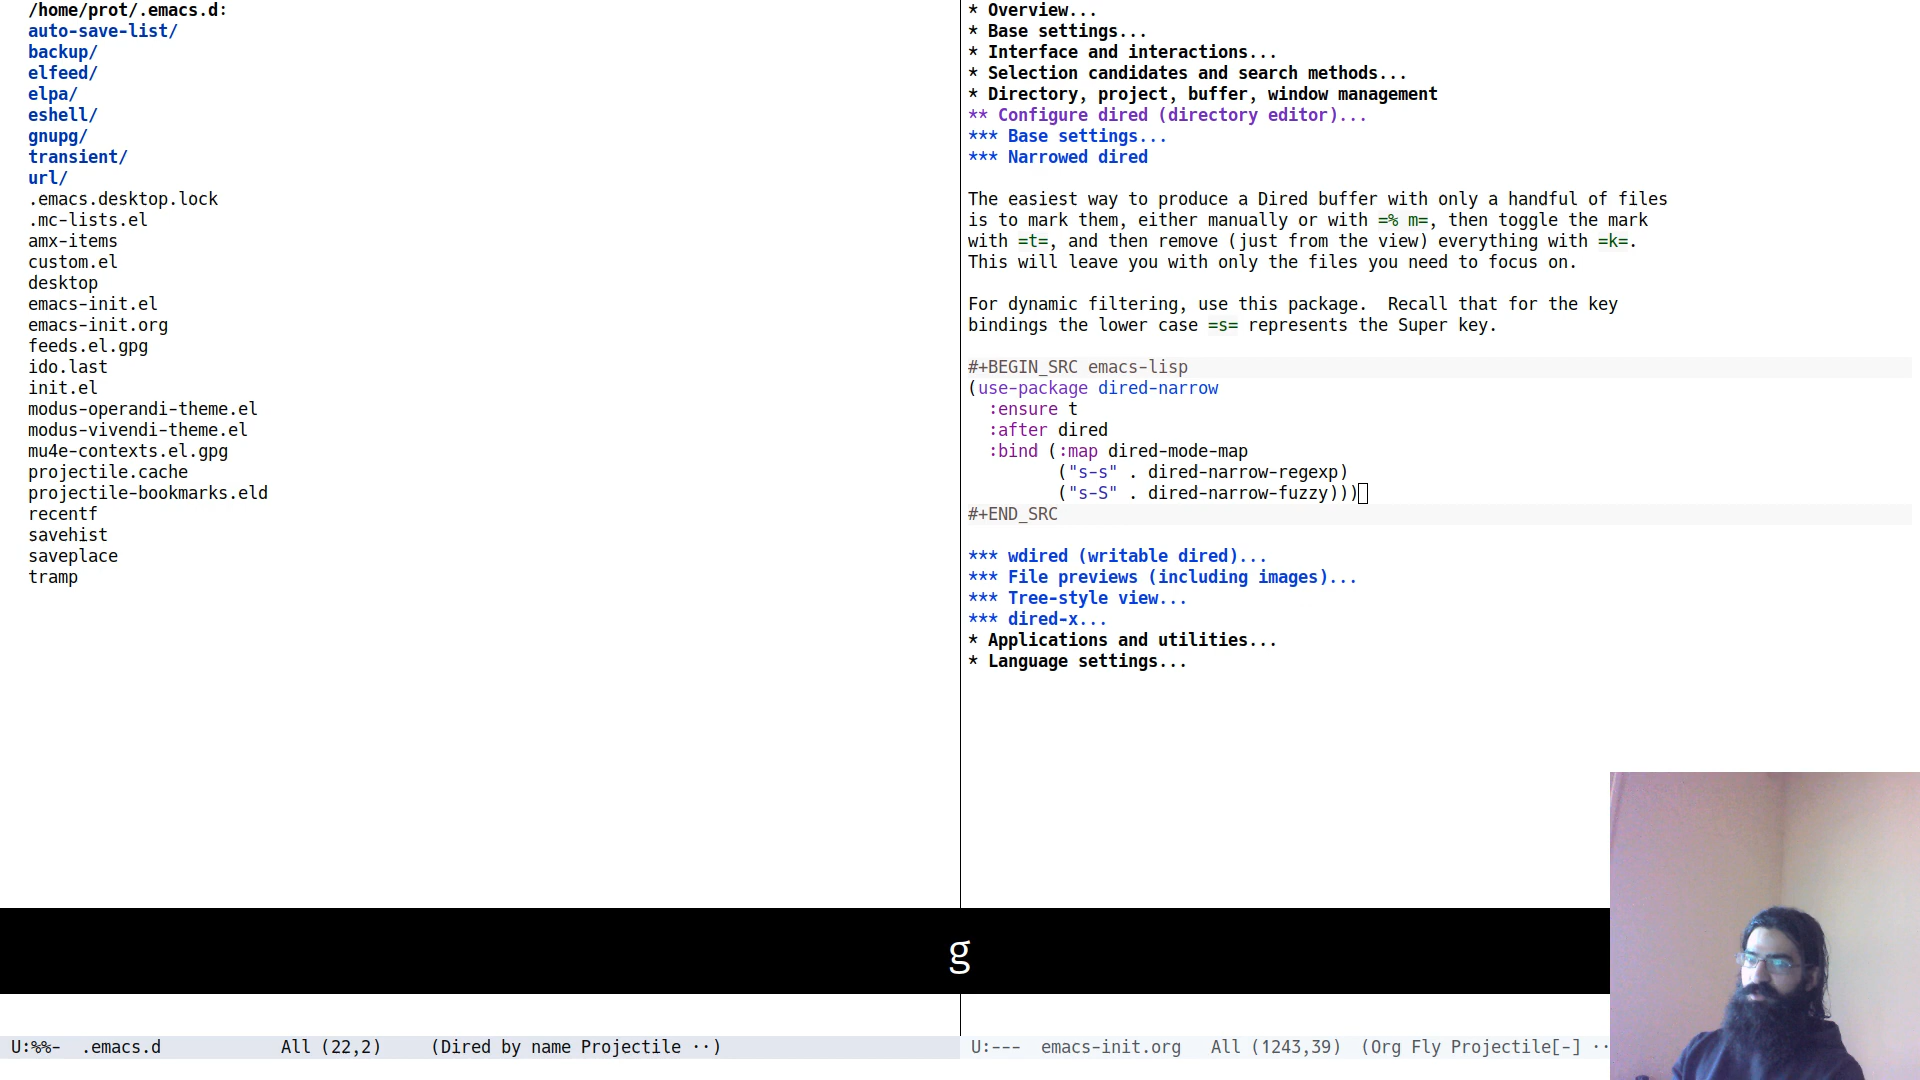 /home/prot/.emacs.d:
auto-save-list/
backup/
elfeed/
elpa/
eshell/
gnupg/
transient/
url/
.emacs.desktop.lock
.mc-lists.el
amx-items
custom.el
desktop
emacs-init.el
emacs-init.org
feeds.el.gpg
ido.last
init.el
modus-operandi-theme.el
modus-vivendi-theme.el
mu4e-contexts.el.gpg
projectile.cache
projectile-bookmarks.eld
recentf
savehist
saveplace
tramp
* Overview...
* Base settings...
* Interface and interactions...
* Selection candidates and search methods...
* Directory, project, buffer, window management
** Configure dired (directory editor)...
*** Base settings...
*** Narrowed dired
The easiest way to produce a Dired buffer with only a handful of files
is to mark them, either manually or with =% m=, then toggle the mark
with =t=, and then remove (just from the view) everything with =k=.
This will leave you with only the files you need to focus on.
For dynamic filtering, use this package.  Recall that for the key
bindings the lower case =s= represents the Super key.
#+BEGIN_SRC emacs-lisp
(use-package dired-narrow
  :ensure t
  :after dired
  :bind (:map dired-mode-map
         ("s-s" . dired-narrow-regexp)
         ("s-S" . dired-narrow-fuzzy)))
#+END_SRC
*** wdired (writable dired)...
*** File previews (including images)...
*** Tree-style view...
*** dired-x...
* Applications and utilities...
* Language settings...
g
U:%%-  .emacs.d            All (22,2)     (Dired by name Projectile ··)
U:---  emacs-init.org   All (1243,39)  (Org Fly Projectile[-] ··